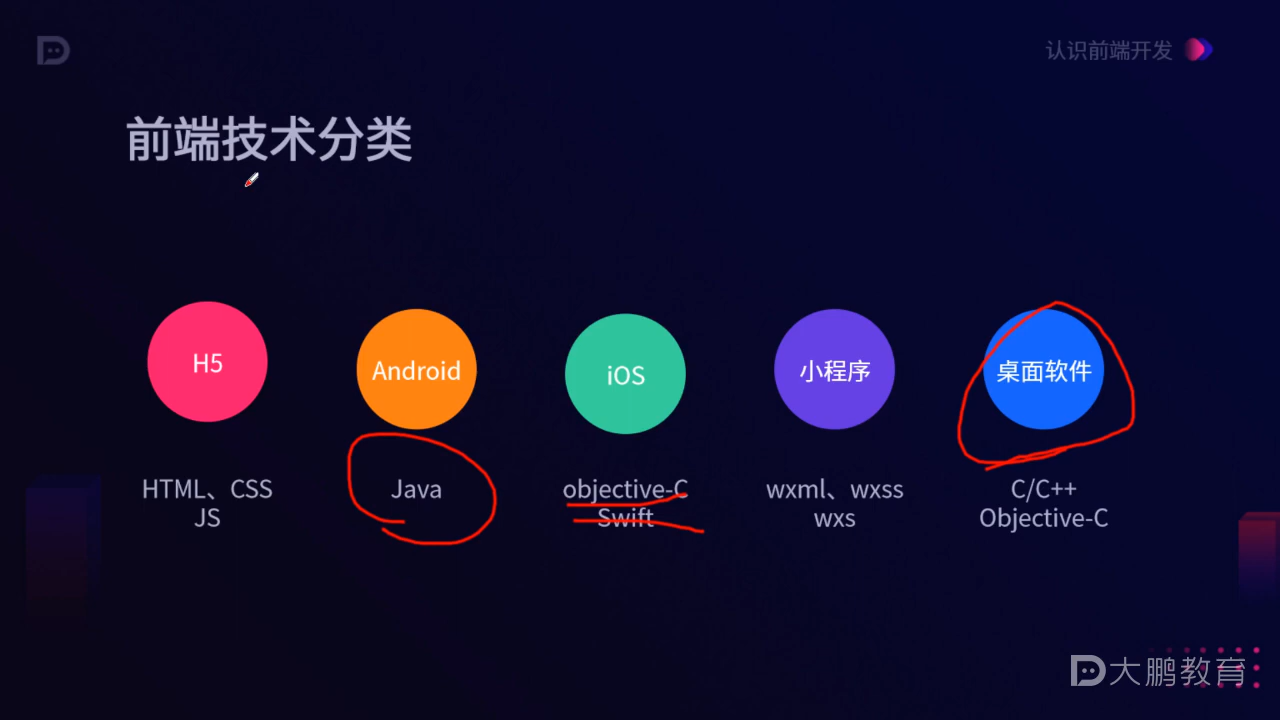 认识前端开发
前端技术分类
H5
Android
iOS
小程序
桌面软件
HTML、CSS
JS
Java
objective-C
Swift
wxml、wxss
wxs
C/C++
Objective-C
大鹏教育